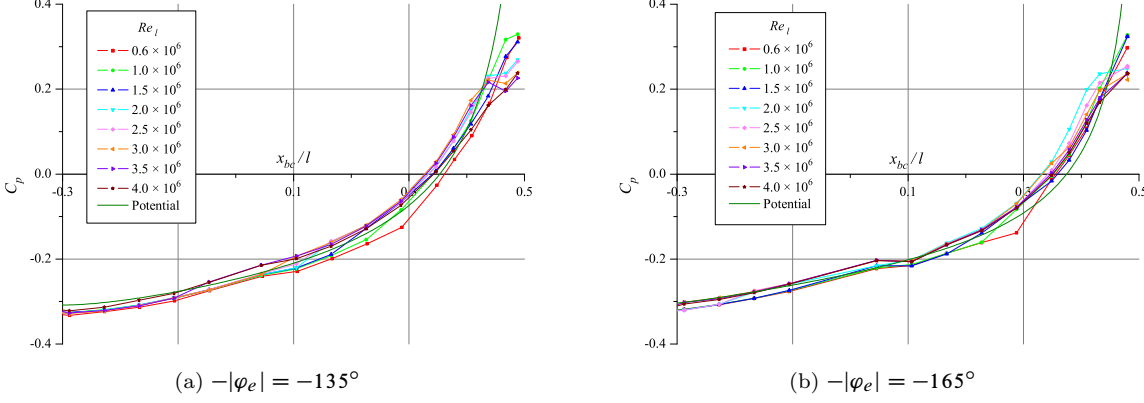 0.4
Re_l
0.6 × 10^6
1.0 × 10^6
1.5 × 10^6
2.0 × 10^6
2.5 × 10^6
3.0 × 10^6
3.5 × 10^6
4.0 × 10^6
Potential
0.2
x_bc/l
C_p
0.0
-0.3
0.1
0.3
0.5
-0.2
-0.4
(a) −|φ_e| = −135°
0.4
Re_l
0.6 × 10^6
1.0 × 10^6
1.5 × 10^6
2.0 × 10^6
2.5 × 10^6
3.0 × 10^6
3.5 × 10^6
4.0 × 10^6
Potential
0.2
x_bc/l
C_p
0.0
-0.3
0.1
0.3
0.5
-0.2
-0.4
(b) −|φ_e| = −165°